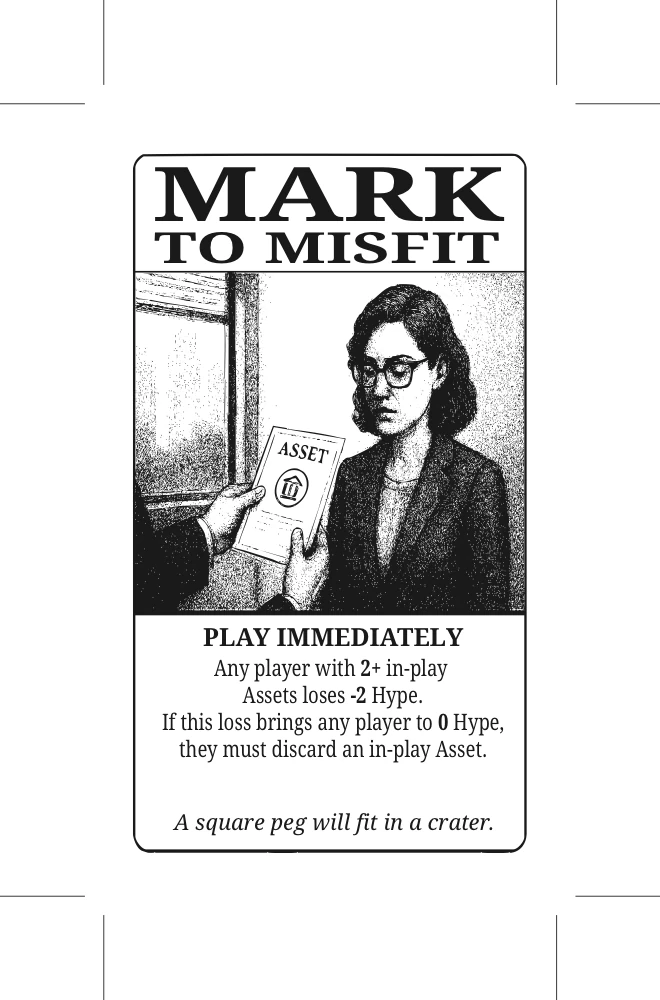 MARK
TO MISFIT
ASSET
PLAY IMMEDIATELY
Any player with 2+ in-play
Assets loses -2 Hype.
If this loss brings any player to 0 Hype,
they must discard an in-play Asset.
A square peg will fit in a crater.